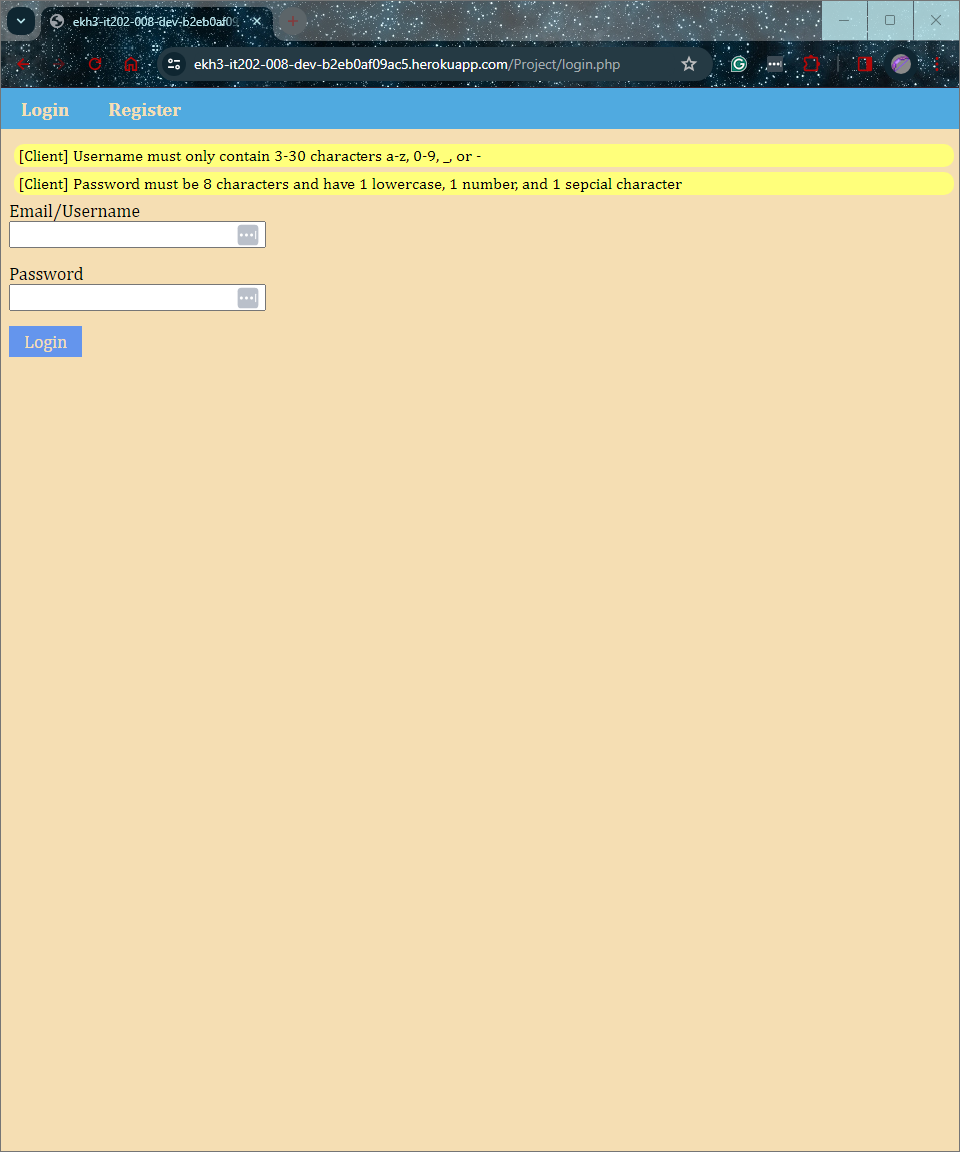 ekh3-it202-008-dev-b2eb0af09
ekh3-it202-008-dev-b2eb0af09ac5.herokuapp.com/Project/login.php
Login Register
[Client] Username must only contain 3-30 characters a-z, 0-9, _, or -
[Client] Password must be 8 characters and have 1 lowercase, 1 number, and 1 sepcial character
Email/Username
Password
Login